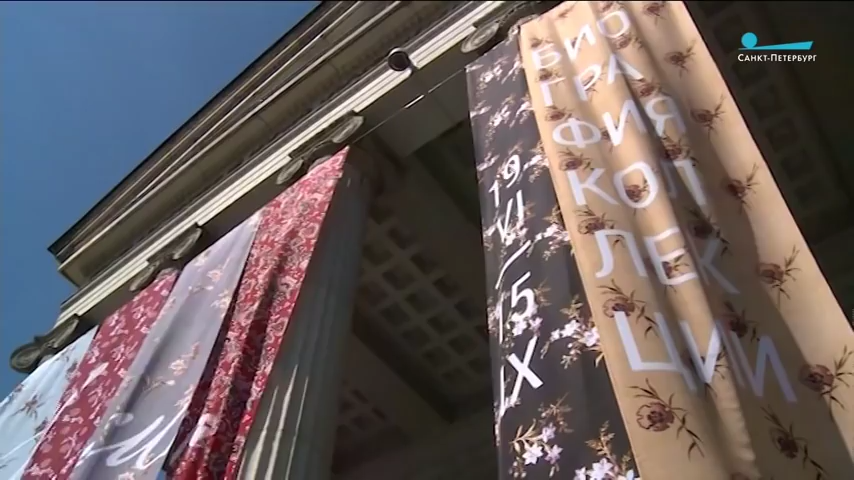 САНКТ-ПЕТЕРБУРГ
БИО
ГРА
ФИЯ
КОЛ
ЛЕК
ЦИИ
19
VI
15
IX